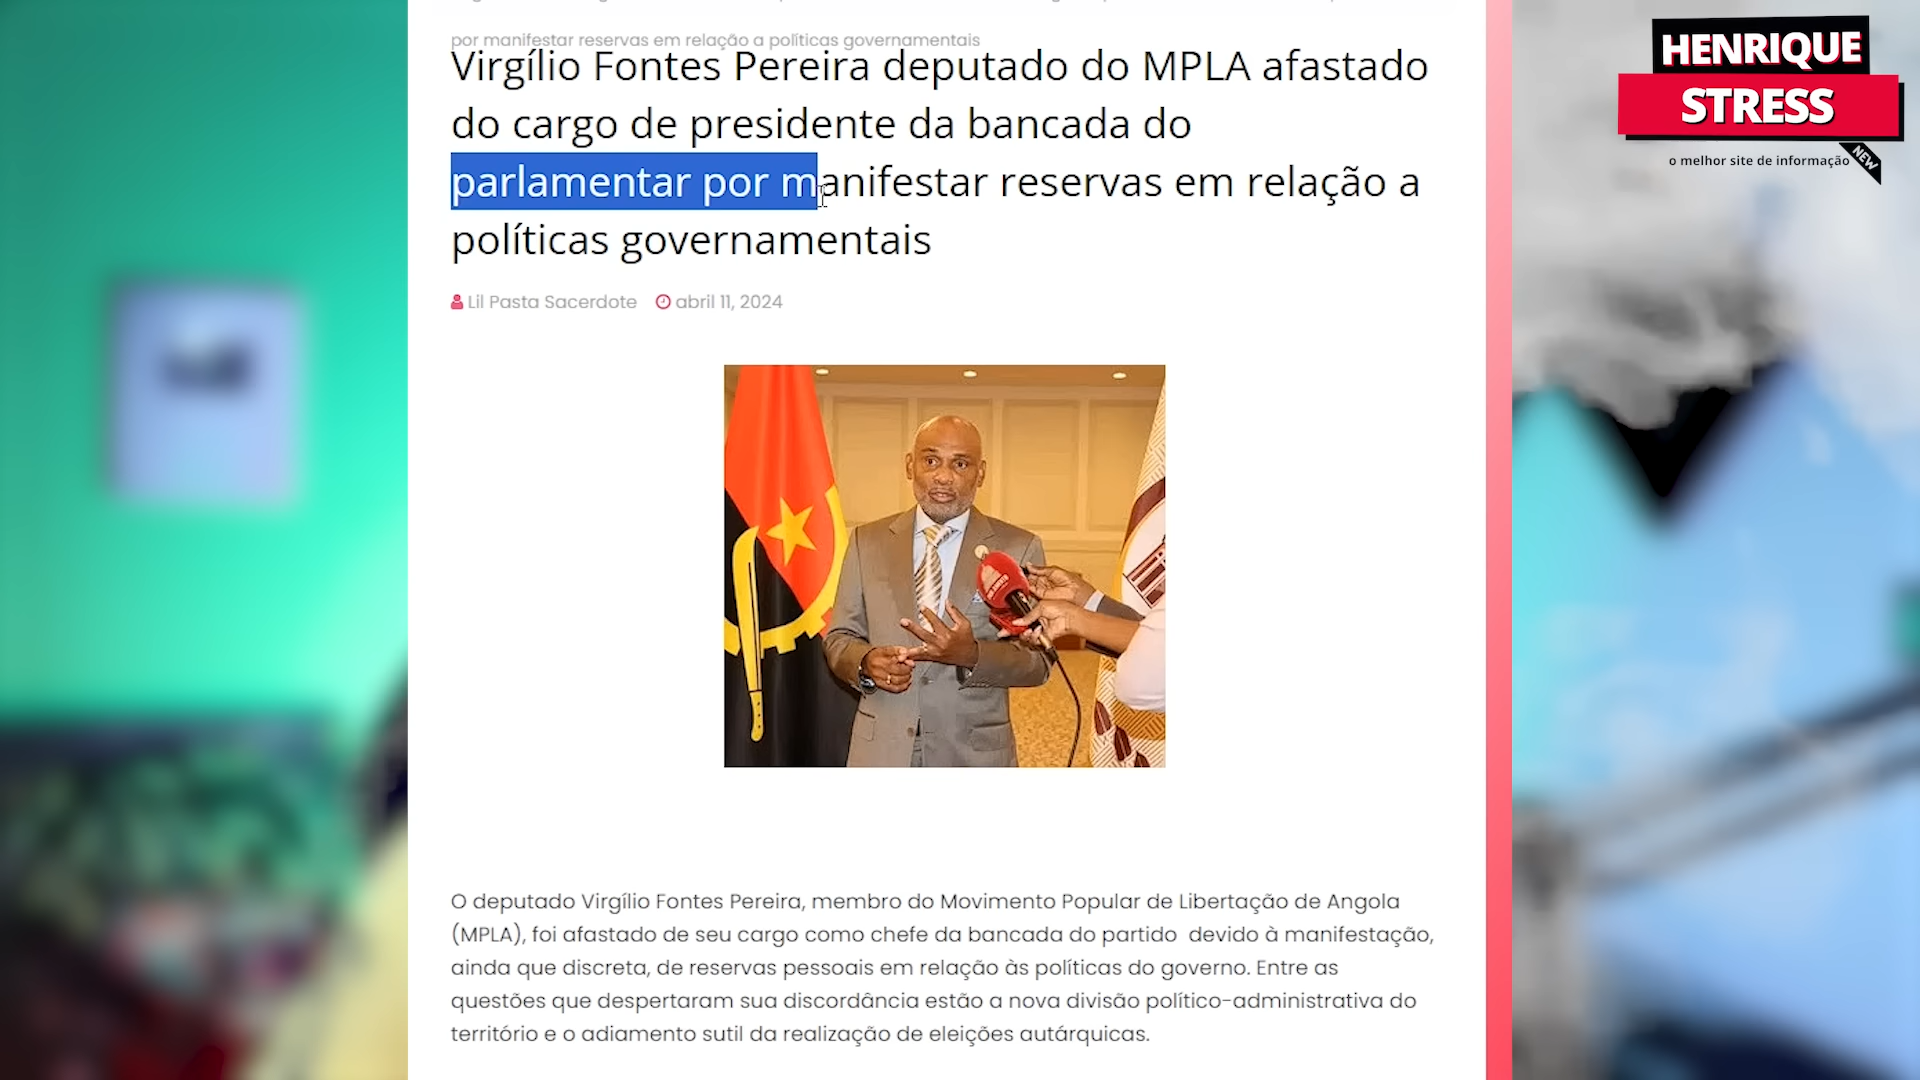 por manifestar reservas em relação a políticas governamentais
Virgílio Fontes Pereira deputado do MPLA afastado
do cargo de presidente da bancada do
parlamentar por manifestar reservas em relação a
políticas governamentais
Lil Pasta Sacerdote abril 11, 2024
O deputado Virgílio Fontes Pereira, membro do Movimento Popular de Libertação de Angola
(MPLA), foi afastado de seu cargo como chefe da bancada do partido devido à manifestação,
ainda que discreta, de reservas pessoais em relação às políticas do governo. Entre as
questões que despertaram sua discordância estão a nova divisão político-administrativa do
território e o adiamento sutil da realização de eleições autárquicas.
HENRIQUE
STRESS
o melhor site de informação
NEW